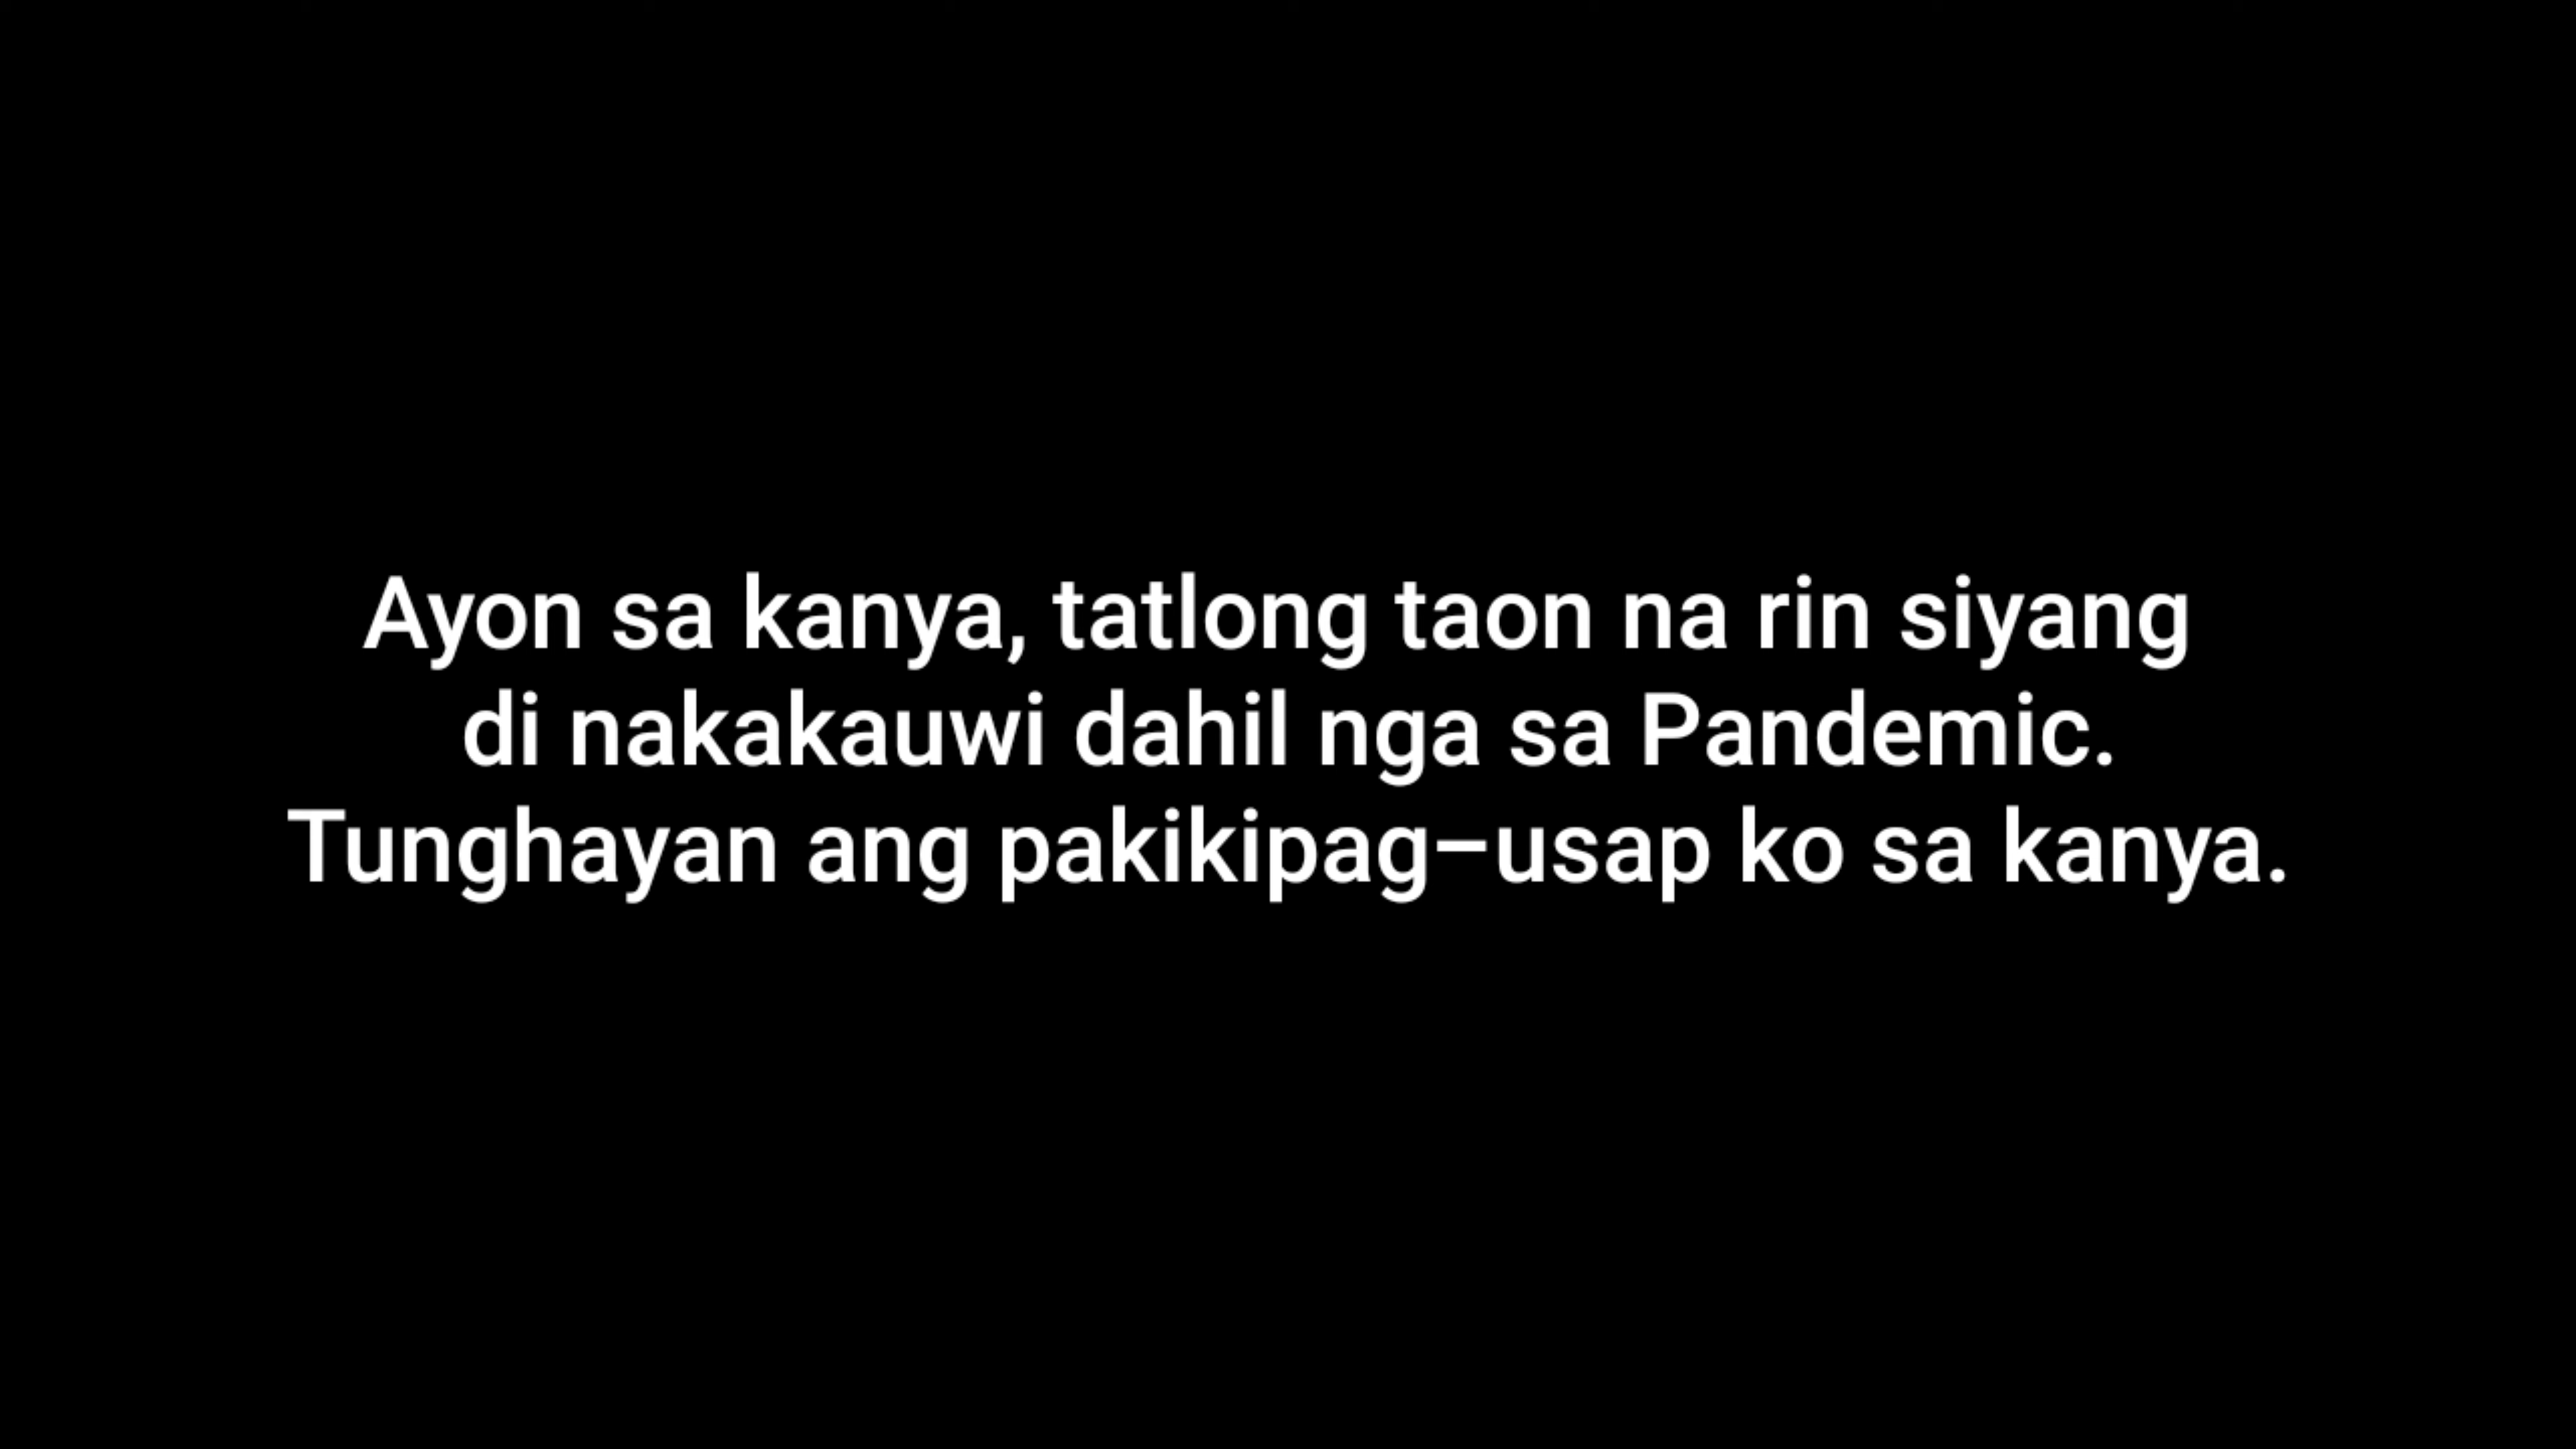 Ayon sa kanya, tatlong taon na rin siyang
di nakakauwi dahil nga sa Pandemic.
Tunghayan ang pakikipag–usap ko sa kanya.